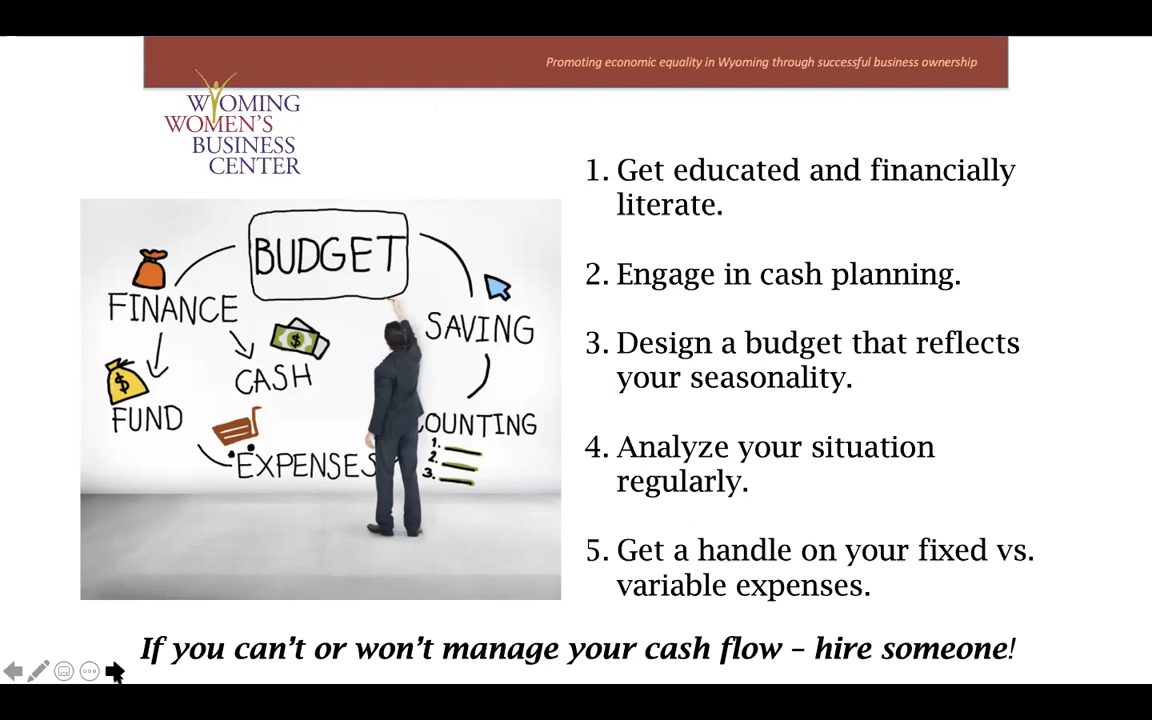 Promoting economic equality in Wyoming through successful business ownership
WYOMING
WOMEN'S
BUSINESS
CENTER
BUDGET
FINANCE
SAVING
$
CASH
$
FUND
OUNTING
EXPENSES
1.
2.
3.
1. Get educated and financially
literate.
2. Engage in cash planning.
3. Design a budget that reflects
your seasonality.
4. Analyze your situation
regularly.
5. Get a handle on your fixed vs.
variable expenses.
If you can't or won't manage your cash flow – hire someone!